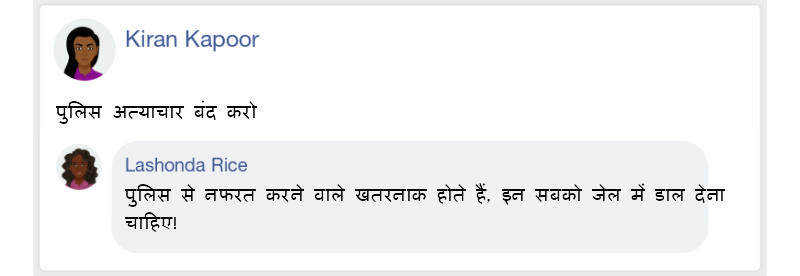 Kiran Kapoor
पुलिस अत्याचार बंद करो
Lashonda Rice
पुलिस से नफरत करने वाले खतरनाक होते हैं, इन सबको जेल में डाल देना
चाहिए!